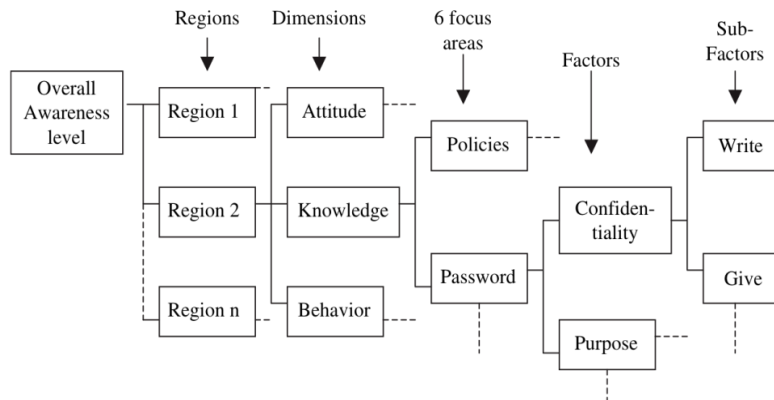 Regions
Dimensions
6 focus
areas
Factors
Sub-
Factors
Overall
Awareness
level
Region 1
Region 2
Region n
Attitude
Knowledge
Behavior
Policies
Password
Confiden-
tiality
Purpose
Write
Give